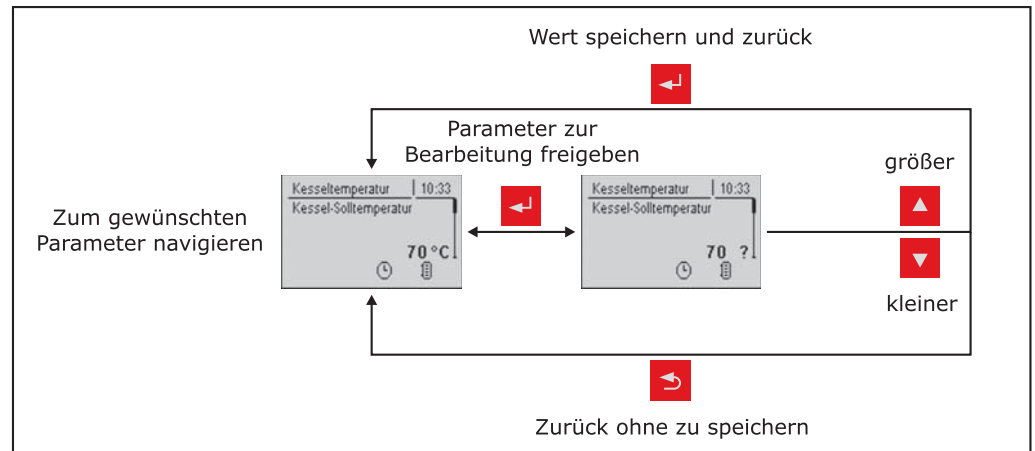 Wert speichern und zurück
Parameter zur
Bearbeitung freigeben
größer
Zum gewünschten
Parameter navigieren
Kesseltemperatur 10:33
Kessel-Solltemperatur
70 °C
Kesseltemperatur 10:33
Kessel-Solltemperatur
70 ?
kleiner
Zurück ohne zu speichern